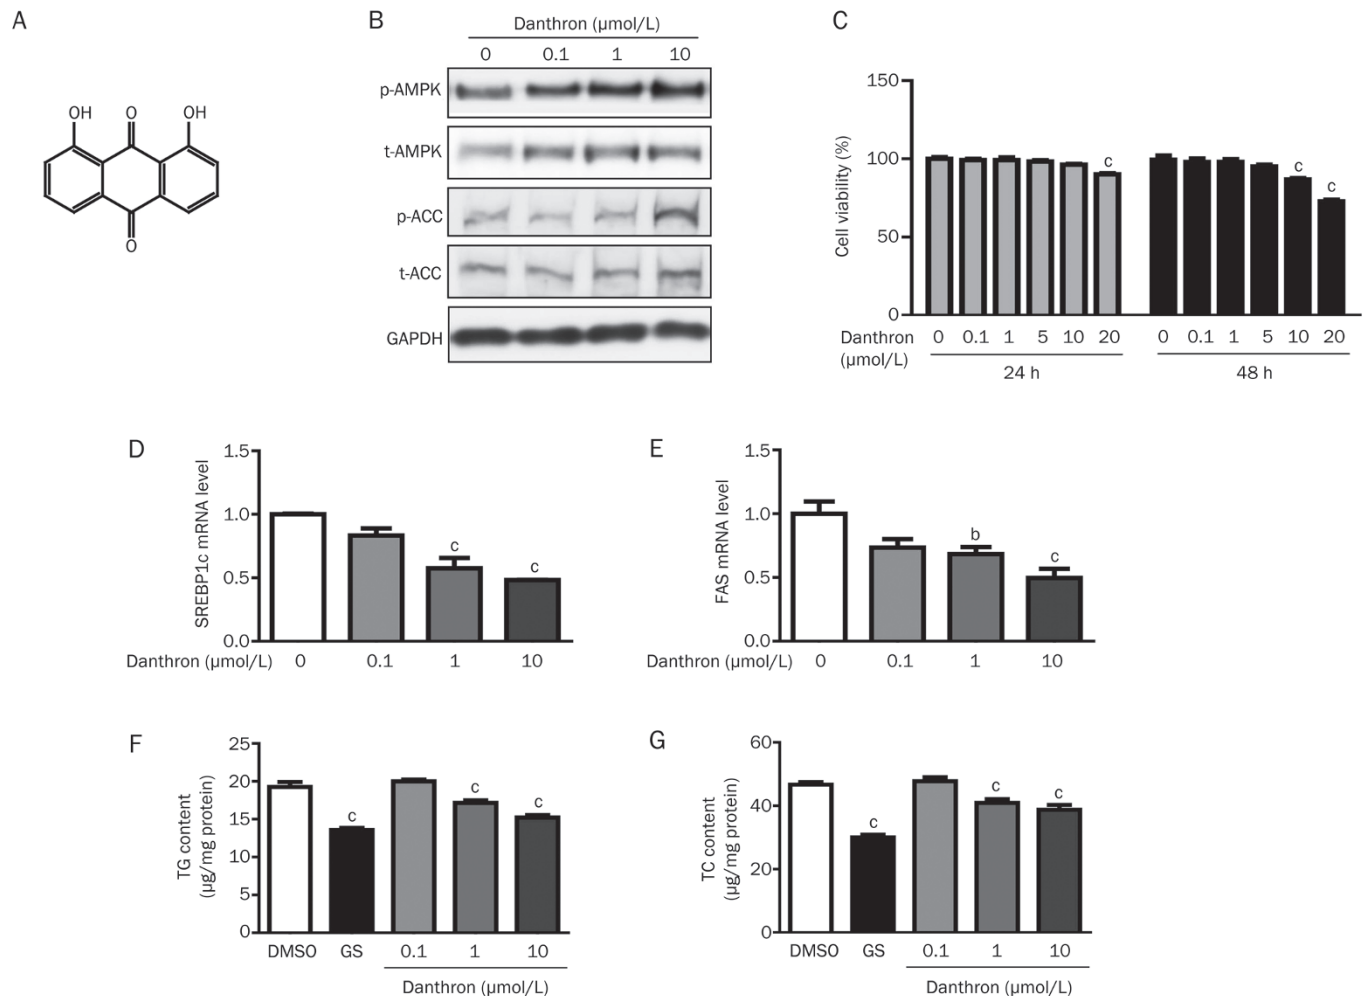 A
OH
O
OH
O
B
Danthron (µmol/L)
0 0.1 1 10
p-AMPK
t-AMPK
p-ACC
t-ACC
GAPDH
C
Cell viability (%)
150
100
50
0
c
c
c
Danthron (µmol/L)
0 0.1 1 5 10 20
0 0.1 1 5 10 20
24 h
48 h
D
SREBP1c mRNA level
1.5
1.0
0.5
0.0
c
c
Danthron (µmol/L) 0 0.1 1 10
E
FAS mRNA level
1.5
1.0
0.5
0.0
b
c
Danthron (µmol/L) 0 0.1 1 10
F
TG content
(µg/mg protein)
25
20
15
10
5
0
c
c
c
DMSO GS 0.1 1 10
Danthron (µmol/L)
G
TC content
(µg/mg protein)
60
40
20
0
c
c
c
DMSO GS 0.1 1 10
Danthron (µmol/L)